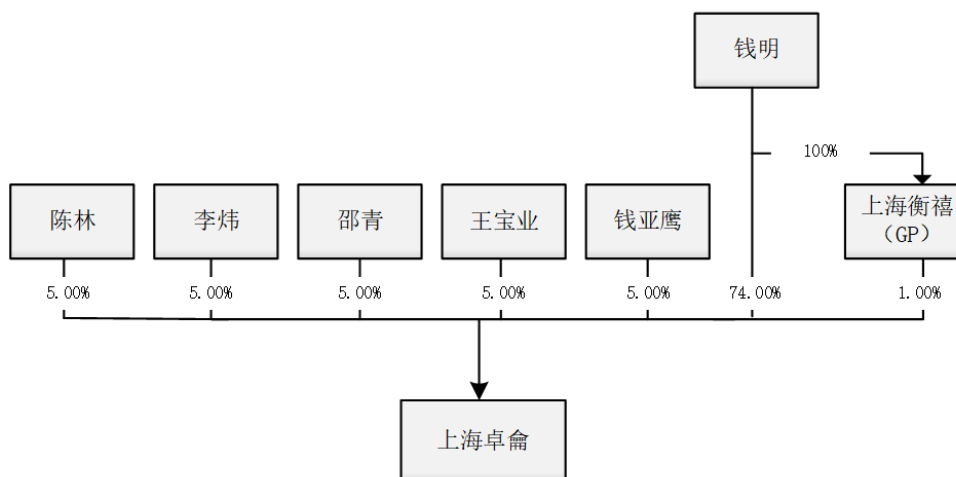 钱明
100%
陈林
李炜
邵青
王宝业
钱亚鹰
上海衡禧
（GP）
5.00%
5.00%
5.00%
5.00%
5.00%
74.00%
1.00%
上海卓龠